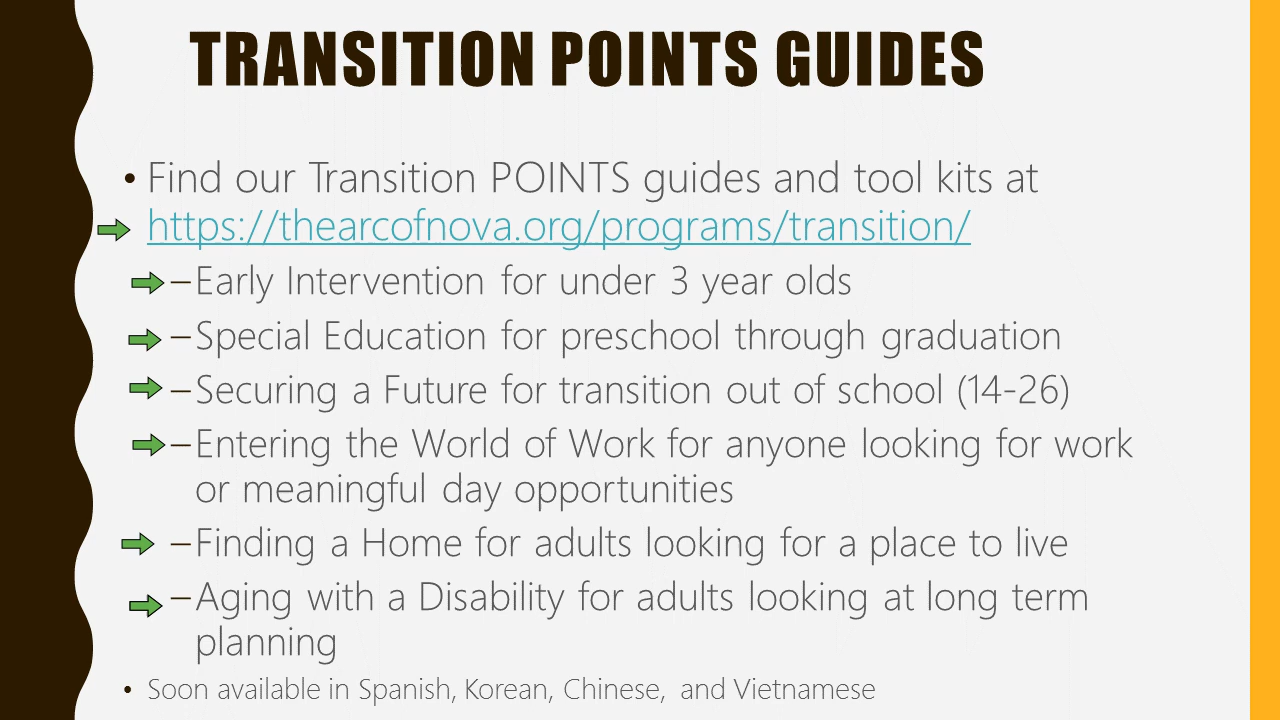 TRANSITION POINTS GUIDES
• Find our Transition POINTS guides and tool kits at
https://thearcofnova.org/programs/transition/
–Early Intervention for under 3 year olds
–Special Education for preschool through graduation
–Securing a Future for transition out of school (14-26)
–Entering the World of Work for anyone looking for work
or meaningful day opportunities
–Finding a Home for adults looking for a place to live
–Aging with a Disability for adults looking at long term
planning
• Soon available in Spanish, Korean, Chinese, and Vietnamese